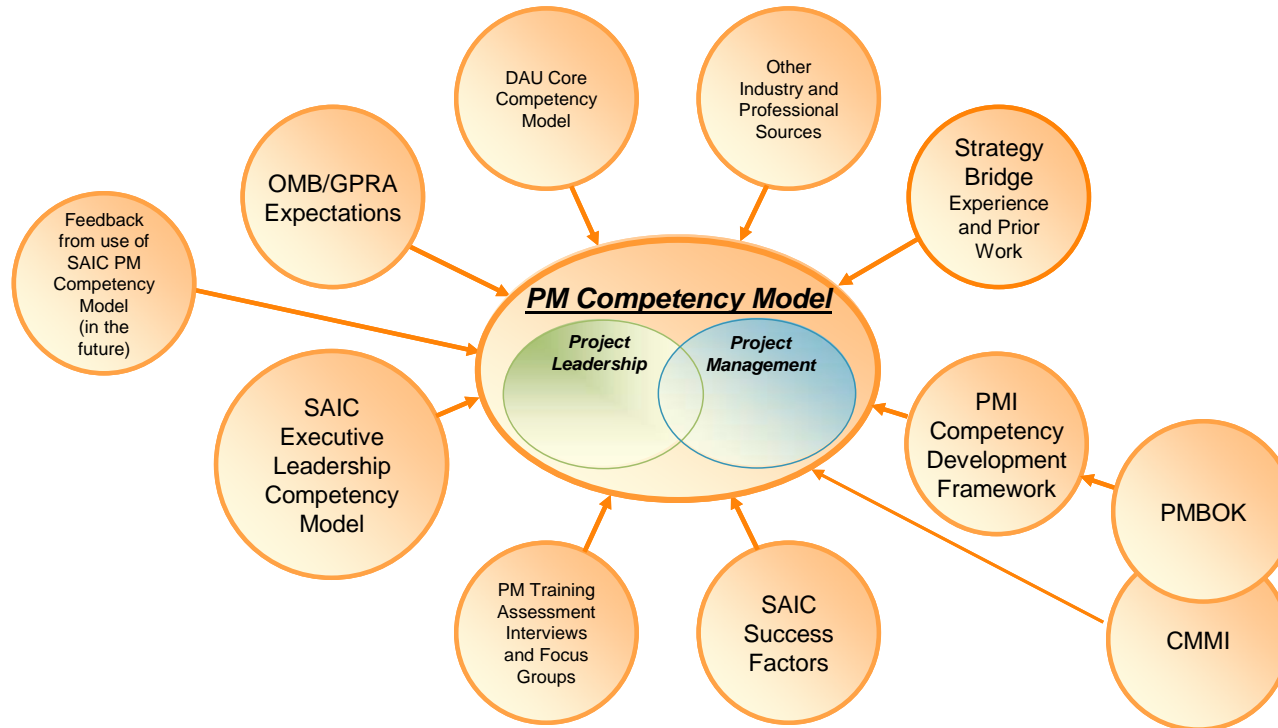 DAU Core
Competency
Model
Other
Industry and
Professional
Sources
OMB/GPRA
Expectations
Strategy
Bridge
Experience
and Prior
Work
Feedback
from use of
SAIC PM
Competency
Model
(in the
future)
PM Competency Model
Project
Leadership
Project
Management
SAIC
Executive
Leadership
Competency
Model
PMI
Competency
Development
Framework
PMBOK
CMMI
PM Training
Assessment
Interviews
and Focus
Groups
SAIC
Success
Factors